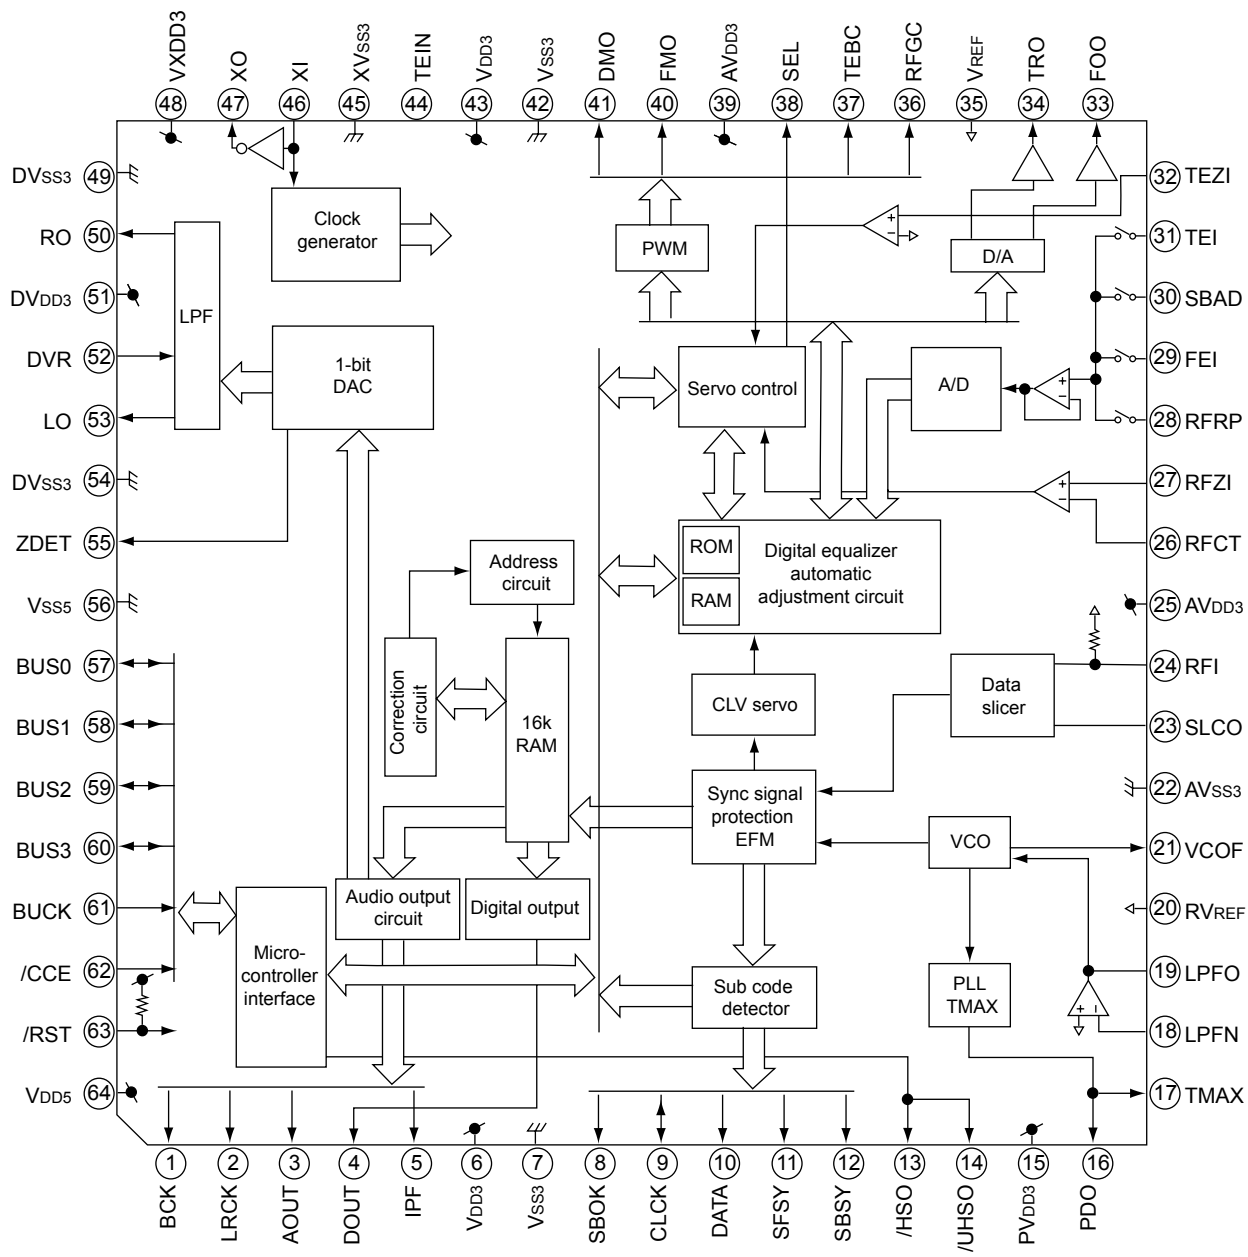 VXDD3
XO
XI
XVSS3
TEIN
VDD3
VSS3
DMO
FMO
AVDD3
SEL
TEBC
RFGC
VREF
TRO
FOO
48
47
46
45
44
43
42
41
40
39
38
37
36
35
34
33
DVSS3 49
RO 50
DVDD3 51
DVR 52
LO 53
DVSS3 54
ZDET 55
VSS5 56
BUS0 57
BUS1 58
BUS2 59
BUS3 60
BUCK 61
/CCE 62
/RST 63
VDD5 64
Clock
generator
LPF
1-bit
DAC
PWM
D/A
+
−
Servo control
A/D
+
−
+
−
ROM
RAM
Digital equalizer
automatic
adjustment circuit
Address
circuit
Correction
circuit
16k
RAM
CLV servo
Data
slicer
Sync signal
protection
EFM
VCO
Audio output
circuit
Digital output
Micro-
controller
interface
Sub code
detector
PLL
TMAX
+
−
32 TEZI
31 TEI
30 SBAD
29 FEI
28 RFRP
27 RFZI
26 RFCT
25 AVDD3
24 RFI
23 SLCO
22 AVSS3
21 VCOF
20 RVREF
19 LPFO
18 LPFN
17 TMAX
1
2
3
4
5
6
7
8
9
10
11
12
13
14
15
16
BCK
LRCK
AOUT
DOUT
IPF
VDD3
VSS3
SBOK
CLCK
DATA
SFSY
SBSY
/HSO
/UHSO
PVDD3
PDO